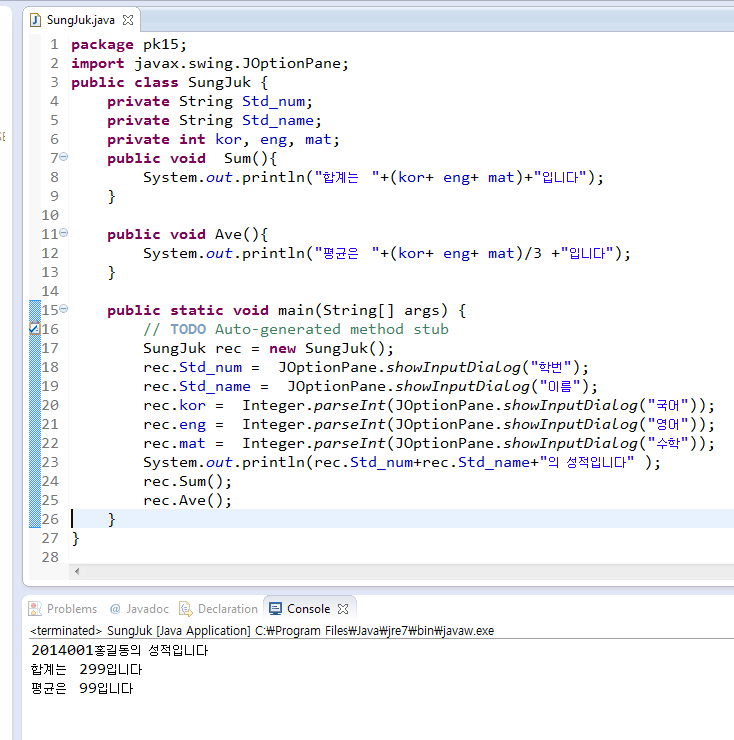 SungJuk.java
1 package pk15;
2 import javax.swing.JOptionPane;
3 public class SungJuk {
4     private String Std_num;
5     private String Std_name;
6     private int kor, eng, mat;
7     public void  Sum(){
8         System.out.println("합계는 "+(kor+ eng+ mat)+"입니다");
9     }
10
11     public void Ave(){
12         System.out.println("평균은 "+(kor+ eng+ mat)/3 +"입니다");
13     }
14
15     public static void main(String[] args) {
16         // TODO Auto-generated method stub
17         SungJuk rec = new SungJuk();
18         rec.Std_num =  JOptionPane.showInputDialog("학번");
19         rec.Std_name =  JOptionPane.showInputDialog("이름");
20         rec.kor =  Integer.parseInt(JOptionPane.showInputDialog("국어"));
21         rec.eng =  Integer.parseInt(JOptionPane.showInputDialog("영어"));
22         rec.mat =  Integer.parseInt(JOptionPane.showInputDialog("수학"));
23         System.out.println(rec.Std_num+rec.Std_name+"의 성적입니다" );
24         rec.Sum();
25         rec.Ave();
26     }
27 }
28
Problems @ Javadoc Declaration Console
<terminated> SungJuk [Java Application] C:₩Program Files₩Java₩jre7₩bin₩javaw.exe
2014001홍길동의 성적입니다
합계는 299입니다
평균은 99입니다